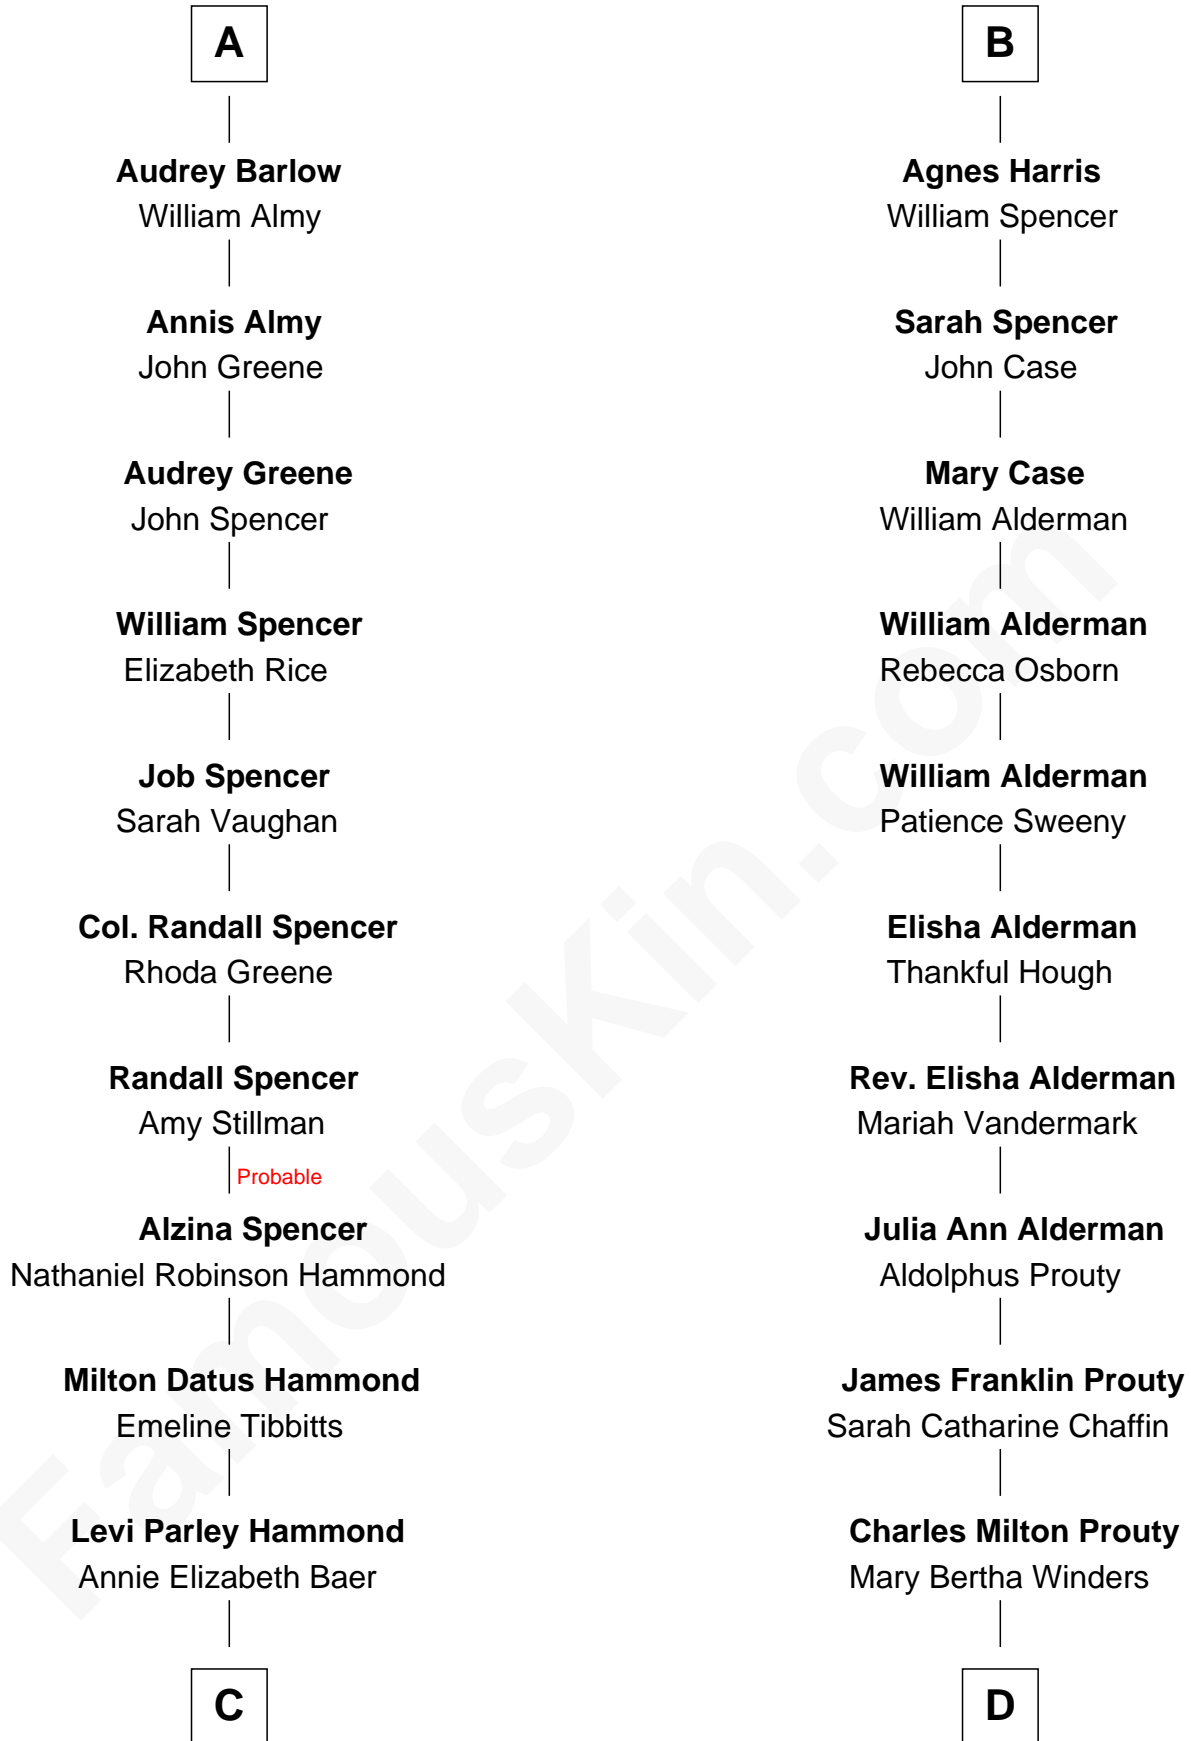 A
Audrey Barlow
William Almy
Annis Almy
John Greene
Audrey Greene
John Spencer
William Spencer
Elizabeth Rice
Job Spencer
Sarah Vaughan
Col. Randall Spencer
Rhoda Greene
Randall Spencer
Amy Stillman
Probable
Alzina Spencer
Nathaniel Robinson Hammond
Milton Datus Hammond
Emeline Tibbitts
Levi Parley Hammond
Annie Elizabeth Baer
C
B
Agnes Harris
William Spencer
Sarah Spencer
John Case
Mary Case
William Alderman
William Alderman
Rebecca Osborn
William Alderman
Patience Sweeny
Elisha Alderman
Thankful Hough
Rev. Elisha Alderman
Mariah Vandermark
Julia Ann Alderman
Aldolphus Prouty
James Franklin Prouty
Sarah Catharine Chaffin
Charles Milton Prouty
Mary Bertha Winders
D
FamousKin.com